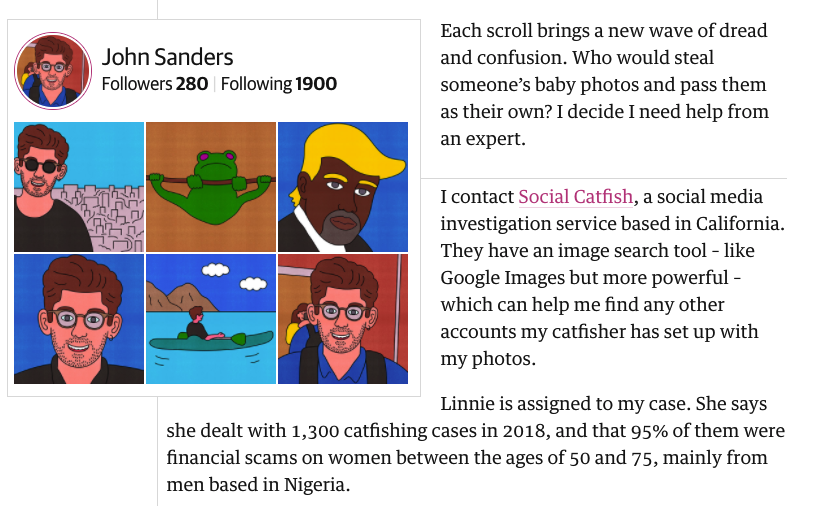 John Sanders
Followers 280 | Following 1900
Each scroll brings a new wave of dread
and confusion. Who would steal
someone’s baby photos and pass them
as their own? I decide I need help from
an expert.
I contact Social Catfish, a social media
investigation service based in California.
They have an image search tool – like
Google Images but more powerful –
which can help me find any other
accounts my catfisher has set up with
my photos.
Linnie is assigned to my case. She says
she dealt with 1,300 catfishing cases in 2018, and that 95% of them were
financial scams on women between the ages of 50 and 75, mainly from
men based in Nigeria.